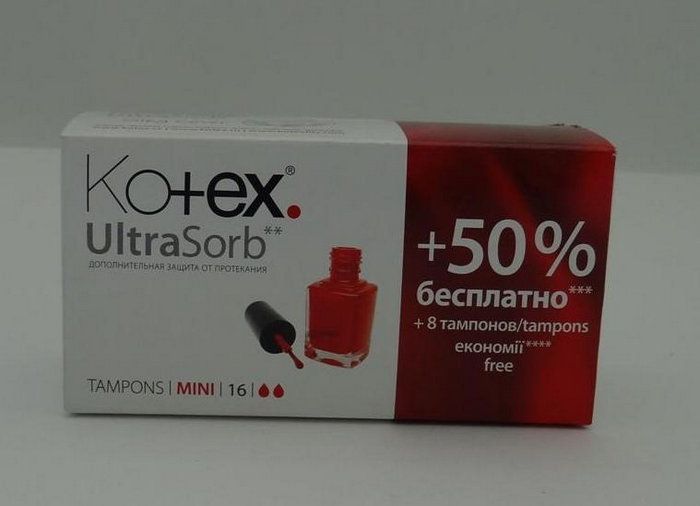 Kotex®
UltraSorb**
ДОПОЛНИТЕЛЬНАЯ ЗАЩИТА ОТ ПРОТЕКАНИЯ
TAMPONS | MINI | 16 |
+50%
бесплатно***
+ 8 тампонов/tampons
економії****
free